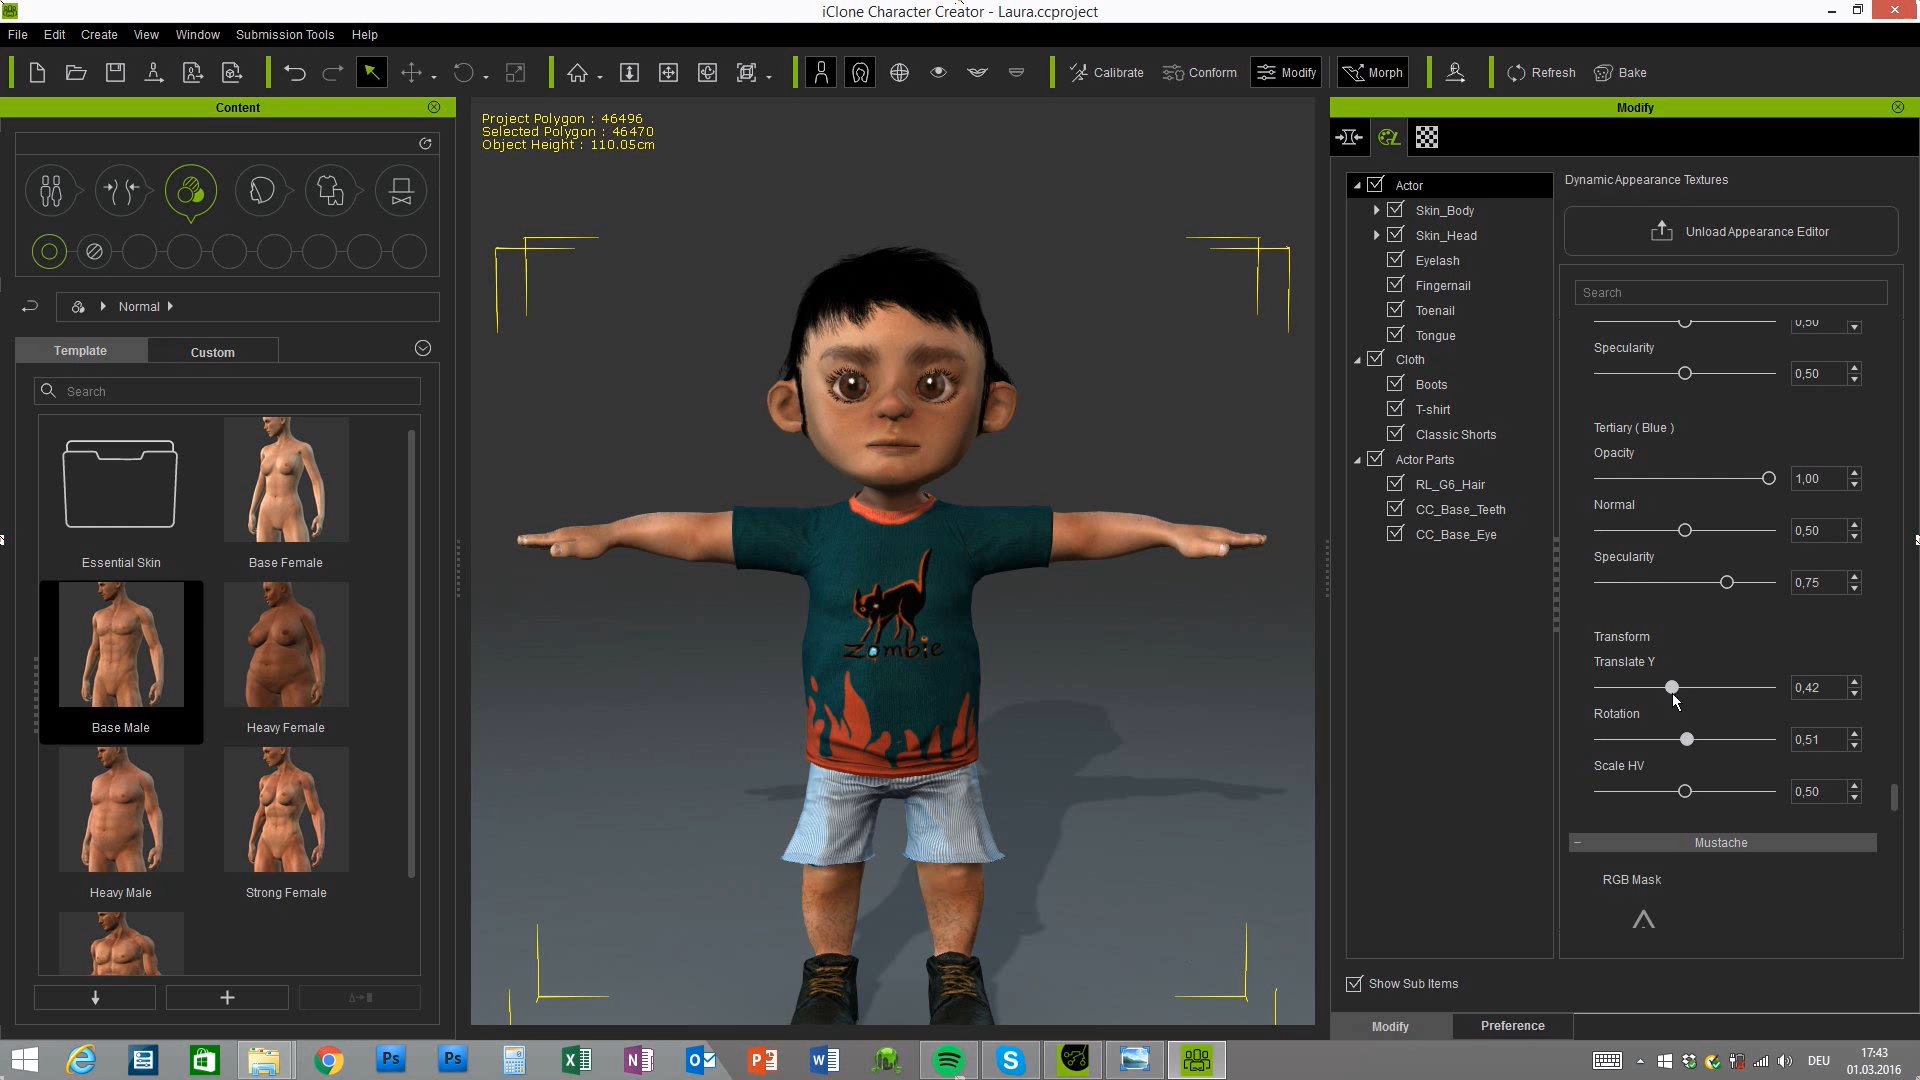 iClone Character Creator - Laura.ccproject
File Edit Create View Window Submission Tools Help
Calibrate Conform Modify Morph Refresh Bake
Content
Normal
Template Custom
Search
Essential Skin Base Female
Base Male Heavy Female
Heavy Male Strong Female
Project Polygon : 46496
Selected Polygon : 46470
Object Height : 110.05cm
Zombie
Modify
Actor
Skin_Body
Skin_Head
Eyelash
Fingernail
Toenail
Tongue
Cloth
Boots
T-shirt
Classic Shorts
Actor Parts
RL_G6_Hair
CC_Base_Teeth
CC_Base_Eye
Show Sub Items
Dynamic Appearance Textures
Unload Appearance Editor
Search
0,50
Specularity
0,50
Tertiary ( Blue )
Opacity
1,00
Normal
0,50
Specularity
0,75
Transform
Translate Y
0,42
Rotation
0,51
Scale HV
0,50
Mustache
RGB Mask
Modify Preference
Ps Ps X N O P W S
DEU
17:43
01.03.2016